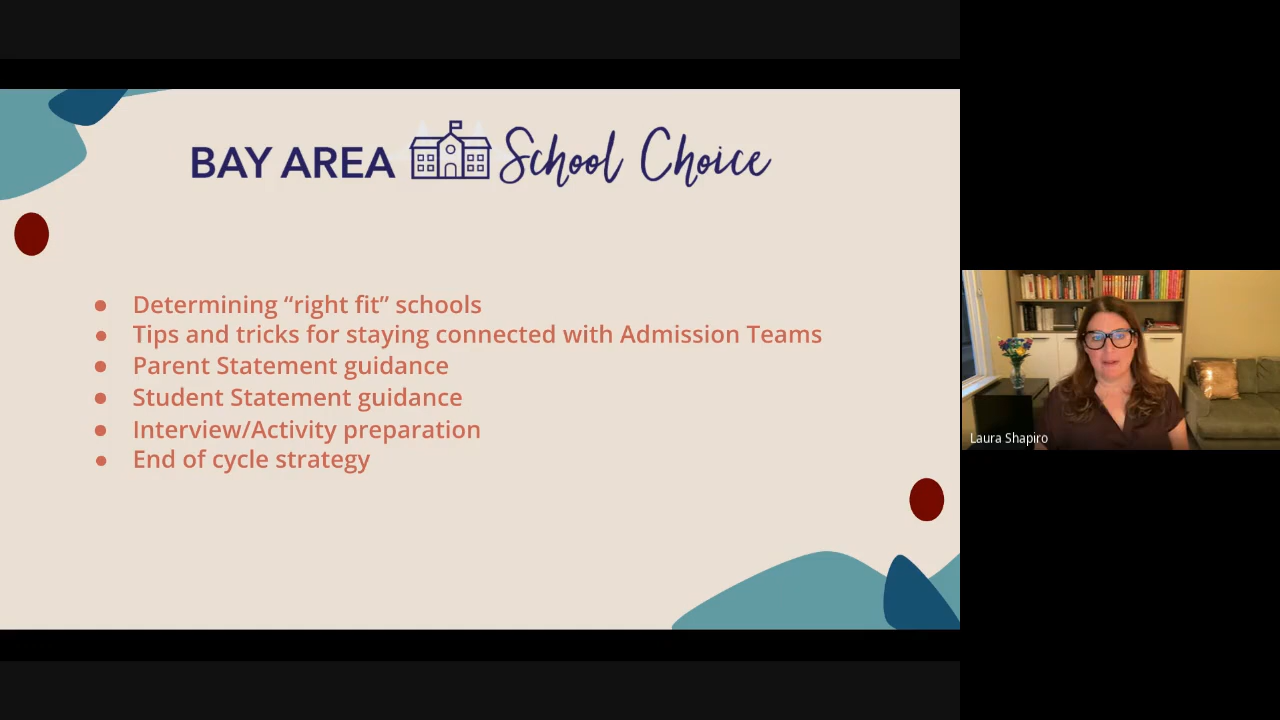 BAY AREA School Choice
● Determining “right fit” schools
● Tips and tricks for staying connected with Admission Teams
● Parent Statement guidance
● Student Statement guidance
● Interview/Activity preparation
● End of cycle strategy
Laura Shapiro